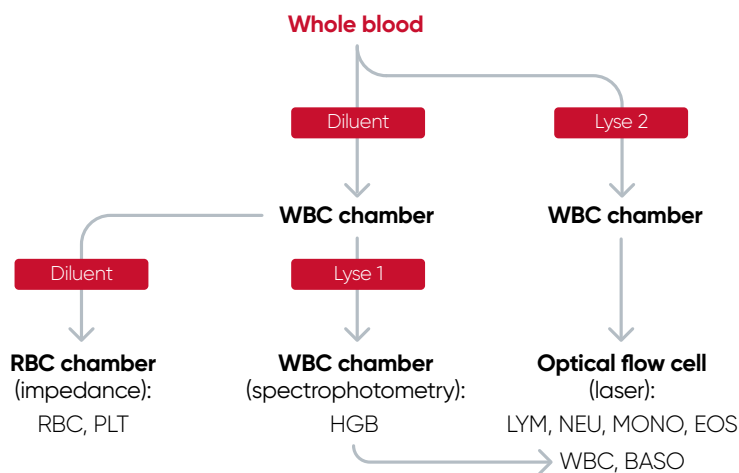 Whole blood
Diluent
Lyse 2
WBC chamber
WBC chamber
Diluent
Lyse 1
RBC chamber
(impedance):
RBC, PLT
WBC chamber
(spectrophotometry):
HGB
Optical flow cell
(laser):
LYM, NEU, MONO, EOS
WBC, BASO